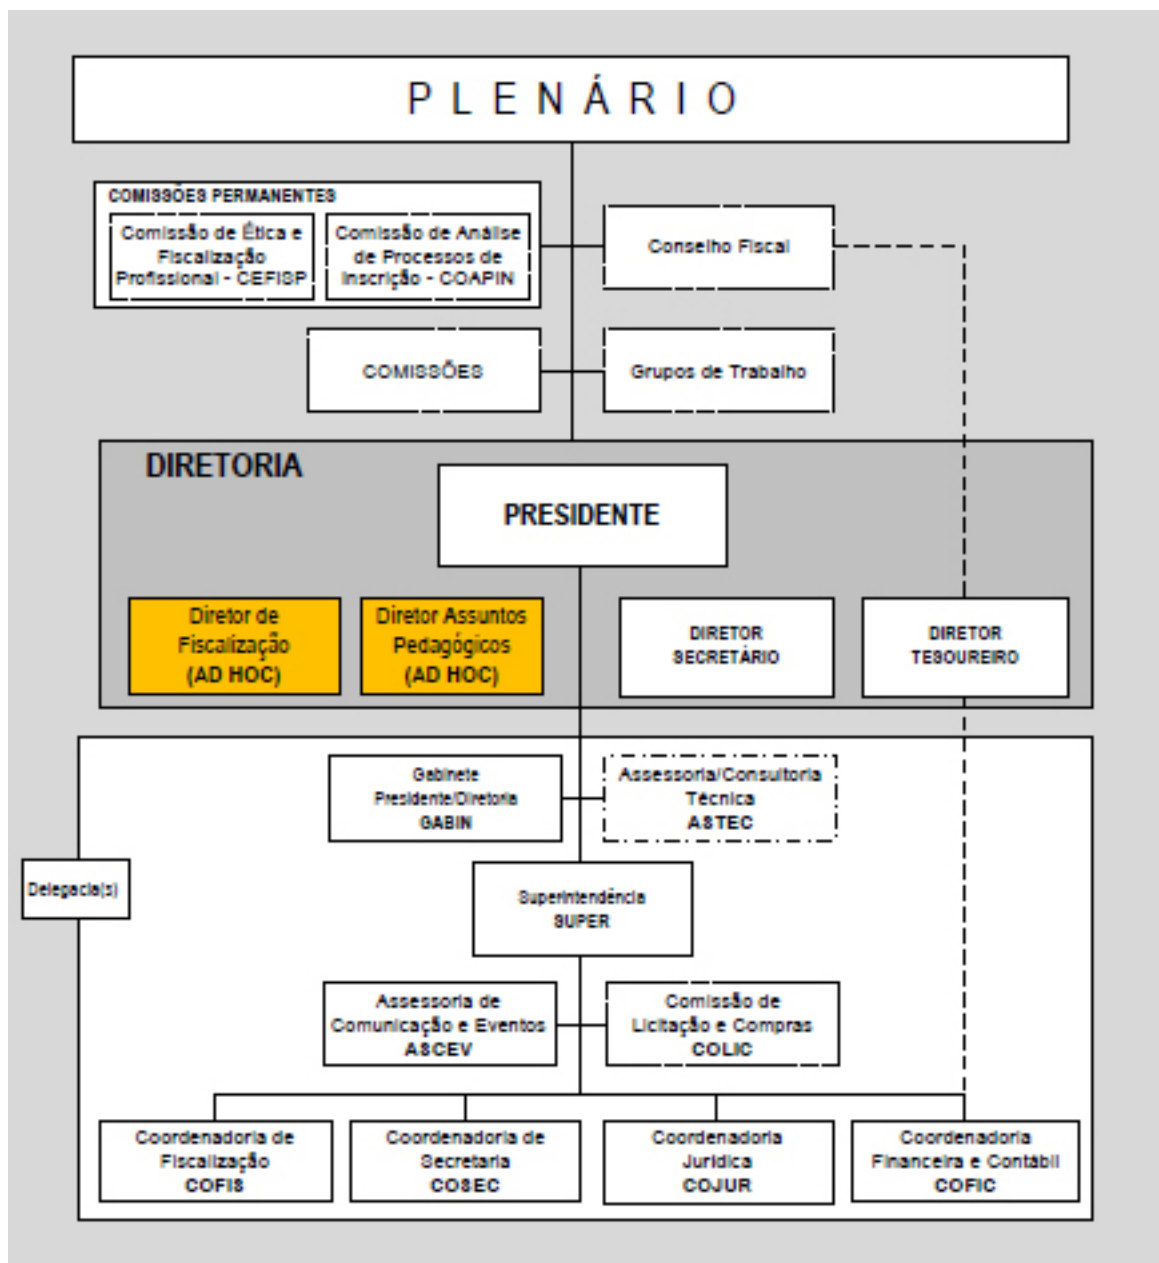 PLENÁRIO
COMISSÕES PERMANENTES
Comissão de Ética e
Fiscalização
Profissional - CEFISP
Comissão de Análise
de Processos de
Inscrição - COAPIN
Conselho Fiscal
COMISSÕES
Grupos de Trabalho
DIRETORIA
PRESIDENTE
Diretor de
Fiscalização
(AD HOC)
Diretor Assuntos
Pedagógicos
(AD HOC)
DIRETOR
SECRETÁRIO
DIRETOR
TESOUREIRO
Gabinete
Presidente/Diretoria
GABIN
Assessoria/Consultoria
Técnica
ASTEC
Delegacia(s)
Superintendência
SUPER
Assessoria de
Comunicação e Eventos
ASCEV
Comissão de
Licitação e Compras
COLIC
Coordenadoria de
Fiscalização
COFIS
Coordenadoria de
Secretaria
COSEC
Coordenadoria
Jurídica
COJUR
Coordenadoria
Financeira e Contábil
COFIC